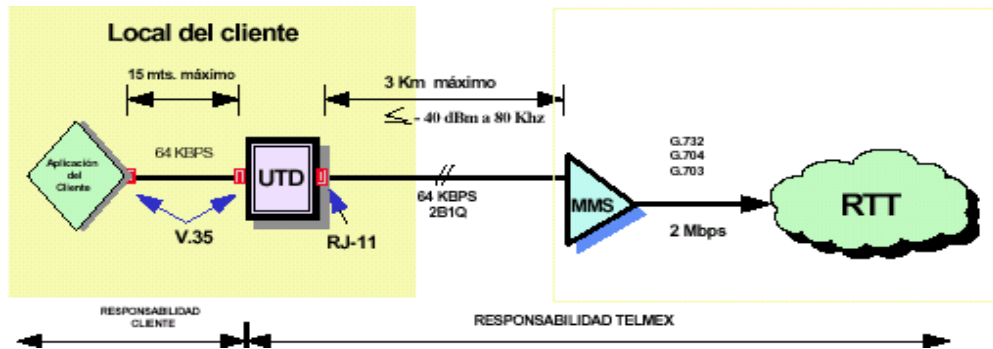 Local del cliente
15 mts. máximo
3 Km máximo
≤ - 40 dBm a 80 Khz
Aplicación
del
Cliente
64 KBPS
UTD
64 KBPS
2B1Q
MMS
G.732
G.704
G.703
2 Mbps
RTT
V.35
RJ-11
RESPONSABILIDAD
CLIENTE
RESPONSABILIDAD TELMEX